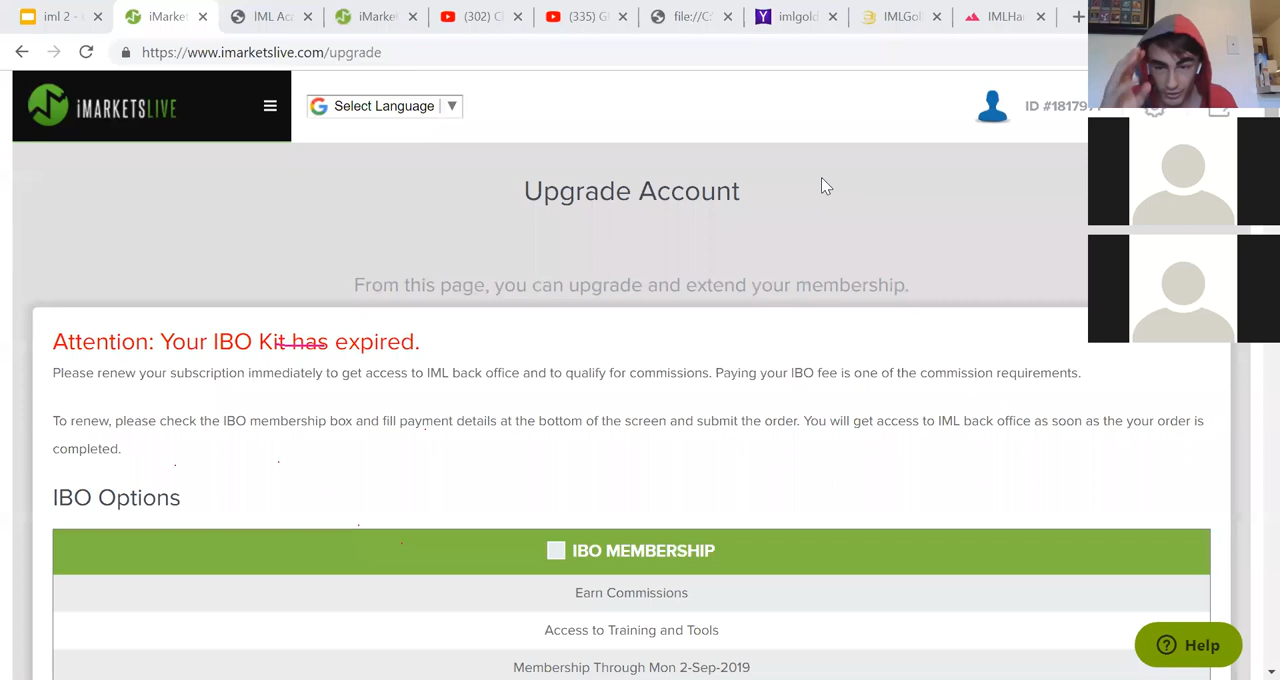 iml 2 -
iMarket
IML Acc
iMarket
(302) C
(335) G
file://C:
imlgold
IMLGol
IMLHar
https://www.imarketslive.com/upgrade
iMARKETSLIVE
Select Language
ID #18179
Upgrade Account
From this page, you can upgrade and extend your membership.
Attention: Your IBO Kit has expired.
Please renew your subscription immediately to get access to IML back office and to qualify for commissions. Paying your IBO fee is one of the commission requirements.
To renew, please check the IBO membership box and fill payment details at the bottom of the screen and submit the order. You will get access to IML back office as soon as the your order is
completed.
IBO Options
IBO MEMBERSHIP
Earn Commissions
Access to Training and Tools
Membership Through Mon 2-Sep-2019
Help